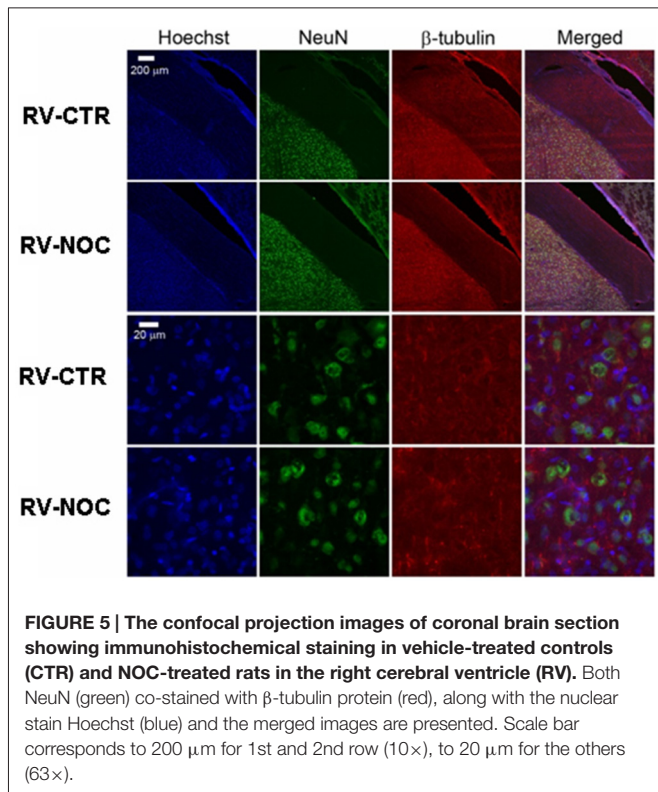 Hoechst NeuN β-tubulin Merged
200 μm
RV-CTR
RV-NOC
20 μm
RV-CTR
RV-NOC
FIGURE 5 | The confocal projection images of coronal brain section
showing immunohistochemical staining in vehicle-treated controls
(CTR) and NOC-treated rats in the right cerebral ventricle (RV). Both
NeuN (green) co-stained with β-tubulin protein (red), along with the nuclear
stain Hoechst (blue) and the merged images are presented. Scale bar
corresponds to 200 μm for 1st and 2nd row (10×), to 20 μm for the others
(63×).